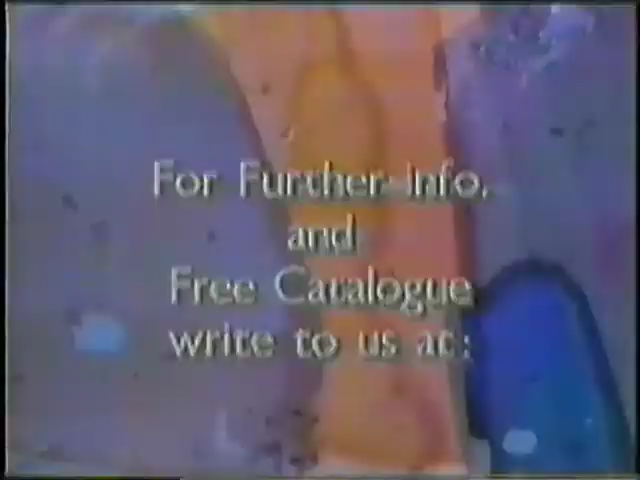 For Further info.
and
Free Catalogue
write to us at: